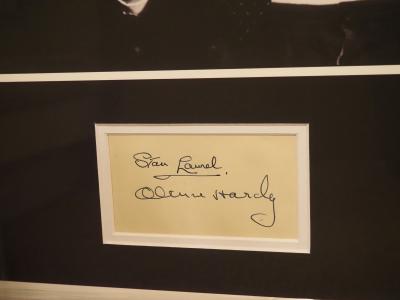 Stan Laurel.
Oliver Hardy